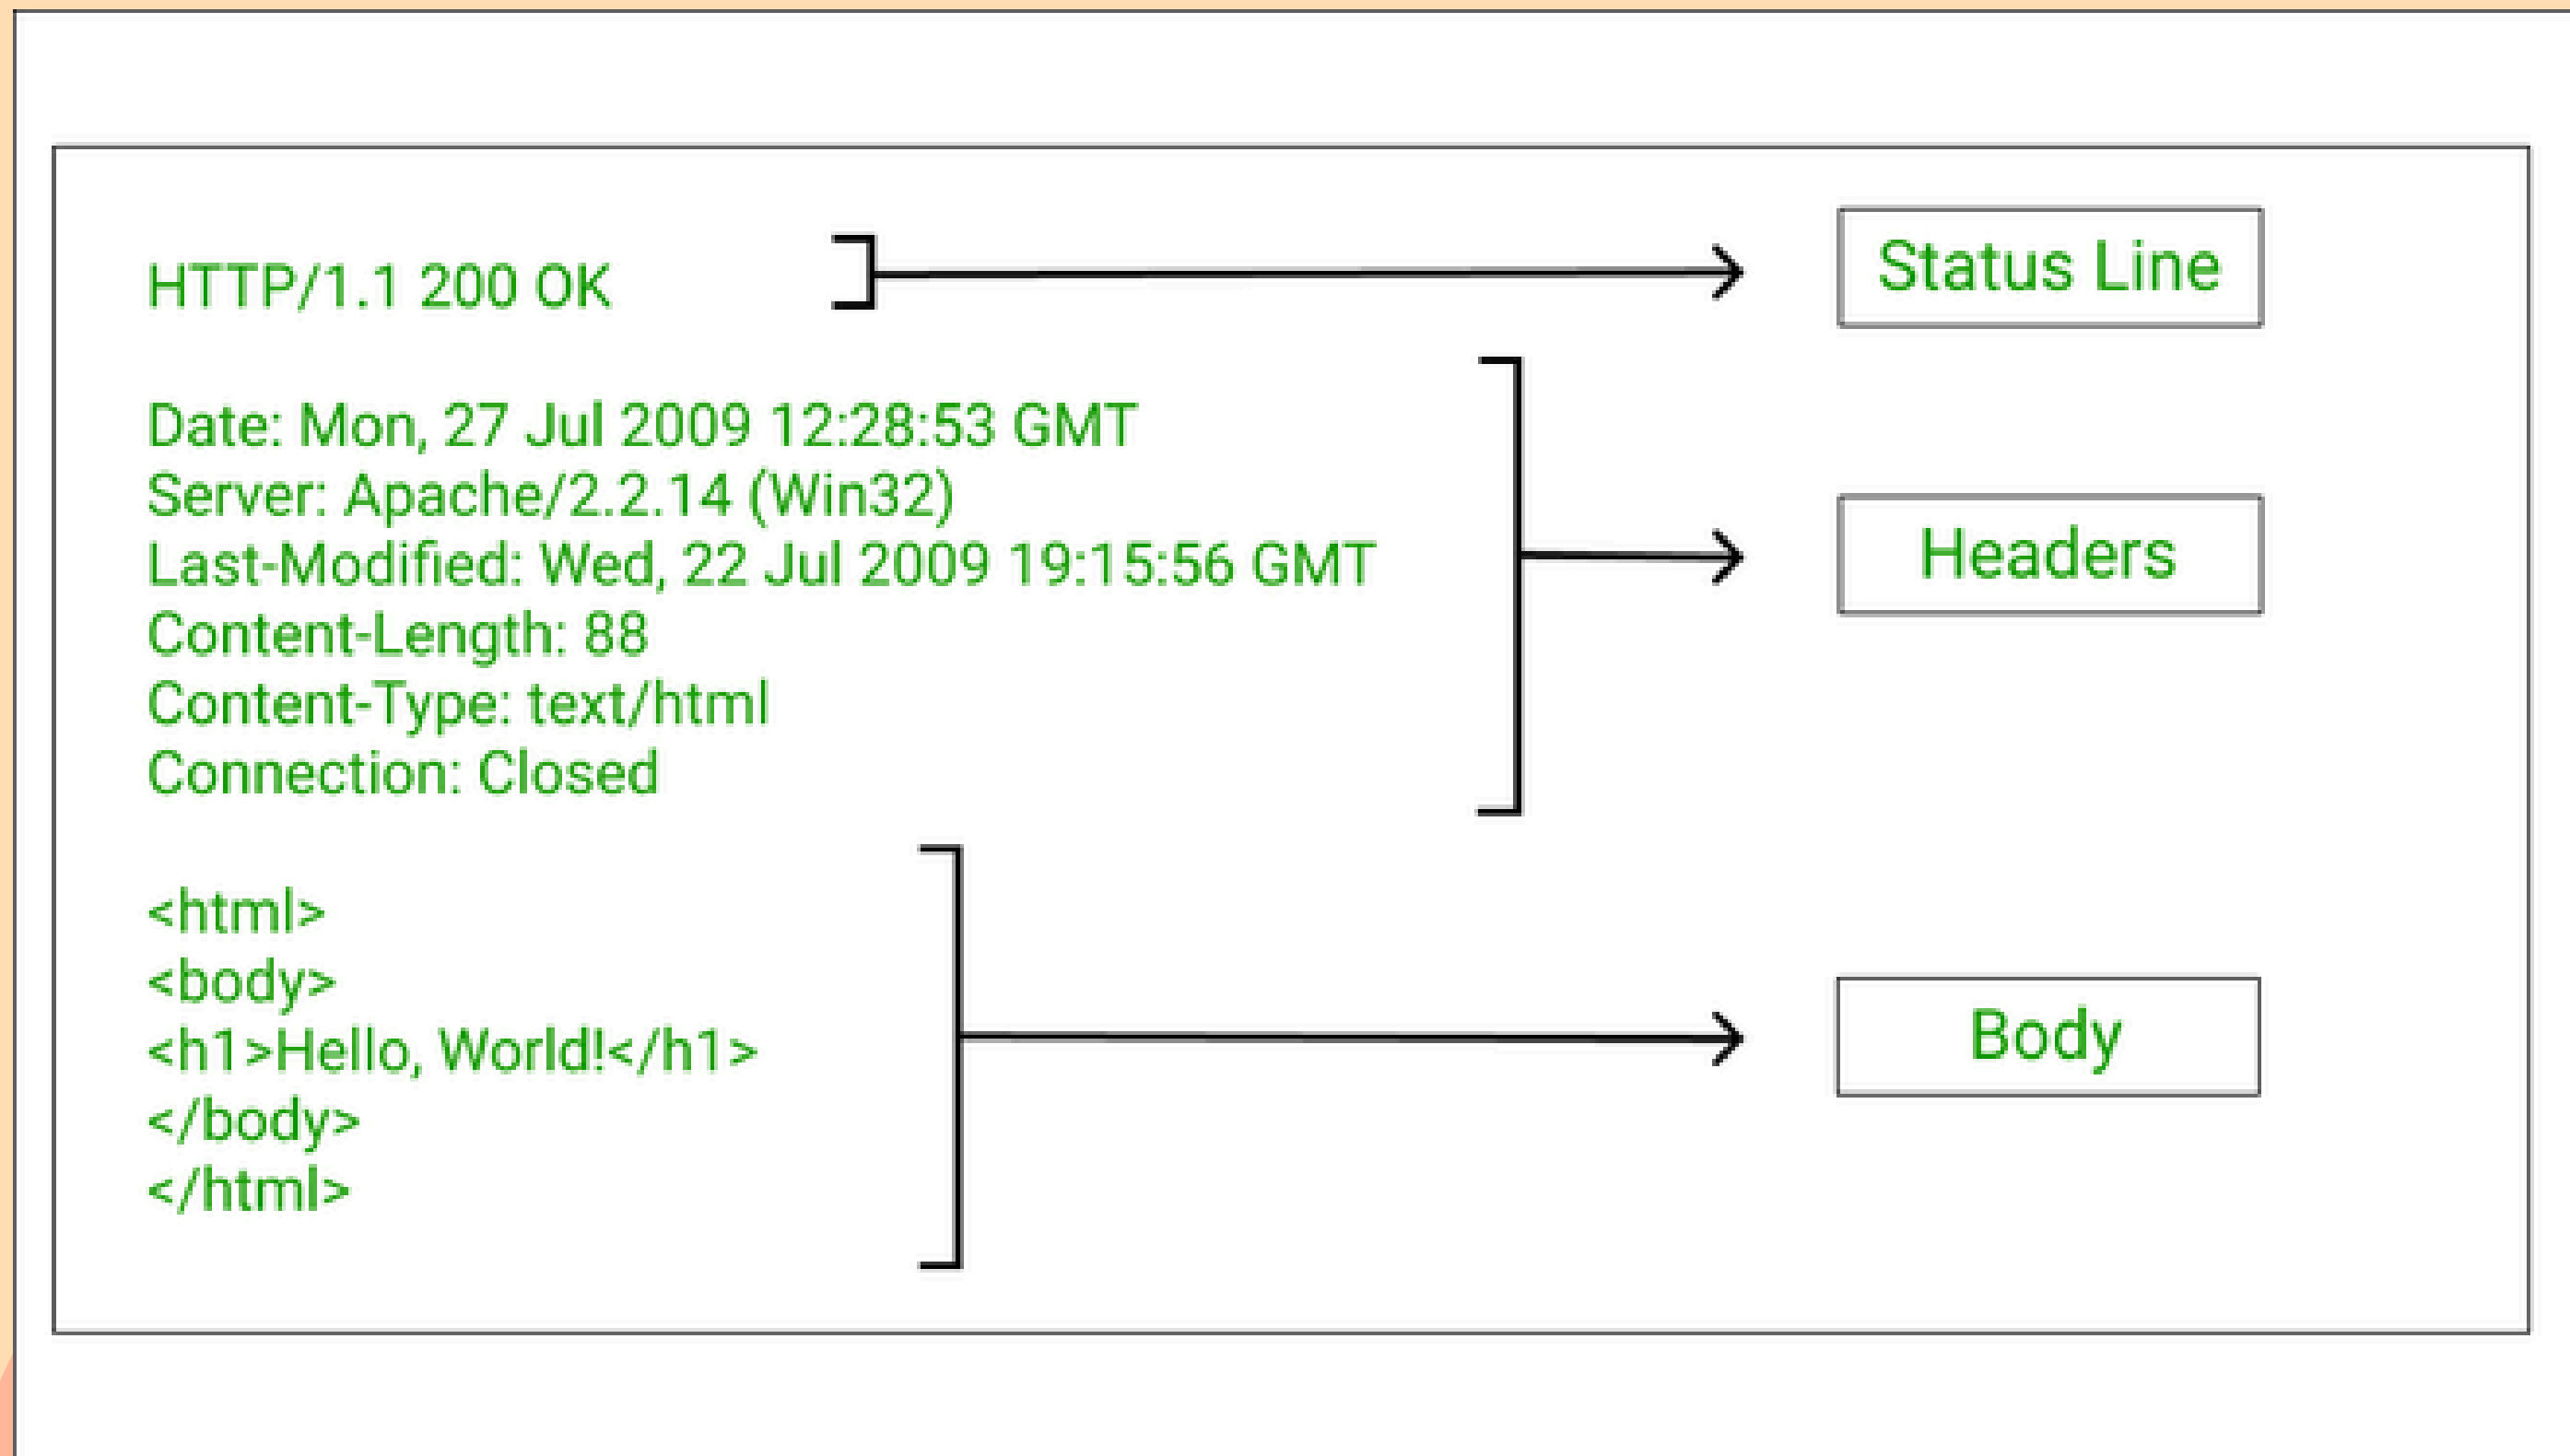 HTTP/1.1 200 OK
Status Line
Date: Mon, 27 Jul 2009 12:28:53 GMT
Server: Apache/2.2.14 (Win32)
Last-Modified: Wed, 22 Jul 2009 19:15:56 GMT
Content-Length: 88
Content-Type: text/html
Connection: Closed
Headers
<html>
<body>
<h1>Hello, World!</h1>
</body>
</html>
Body